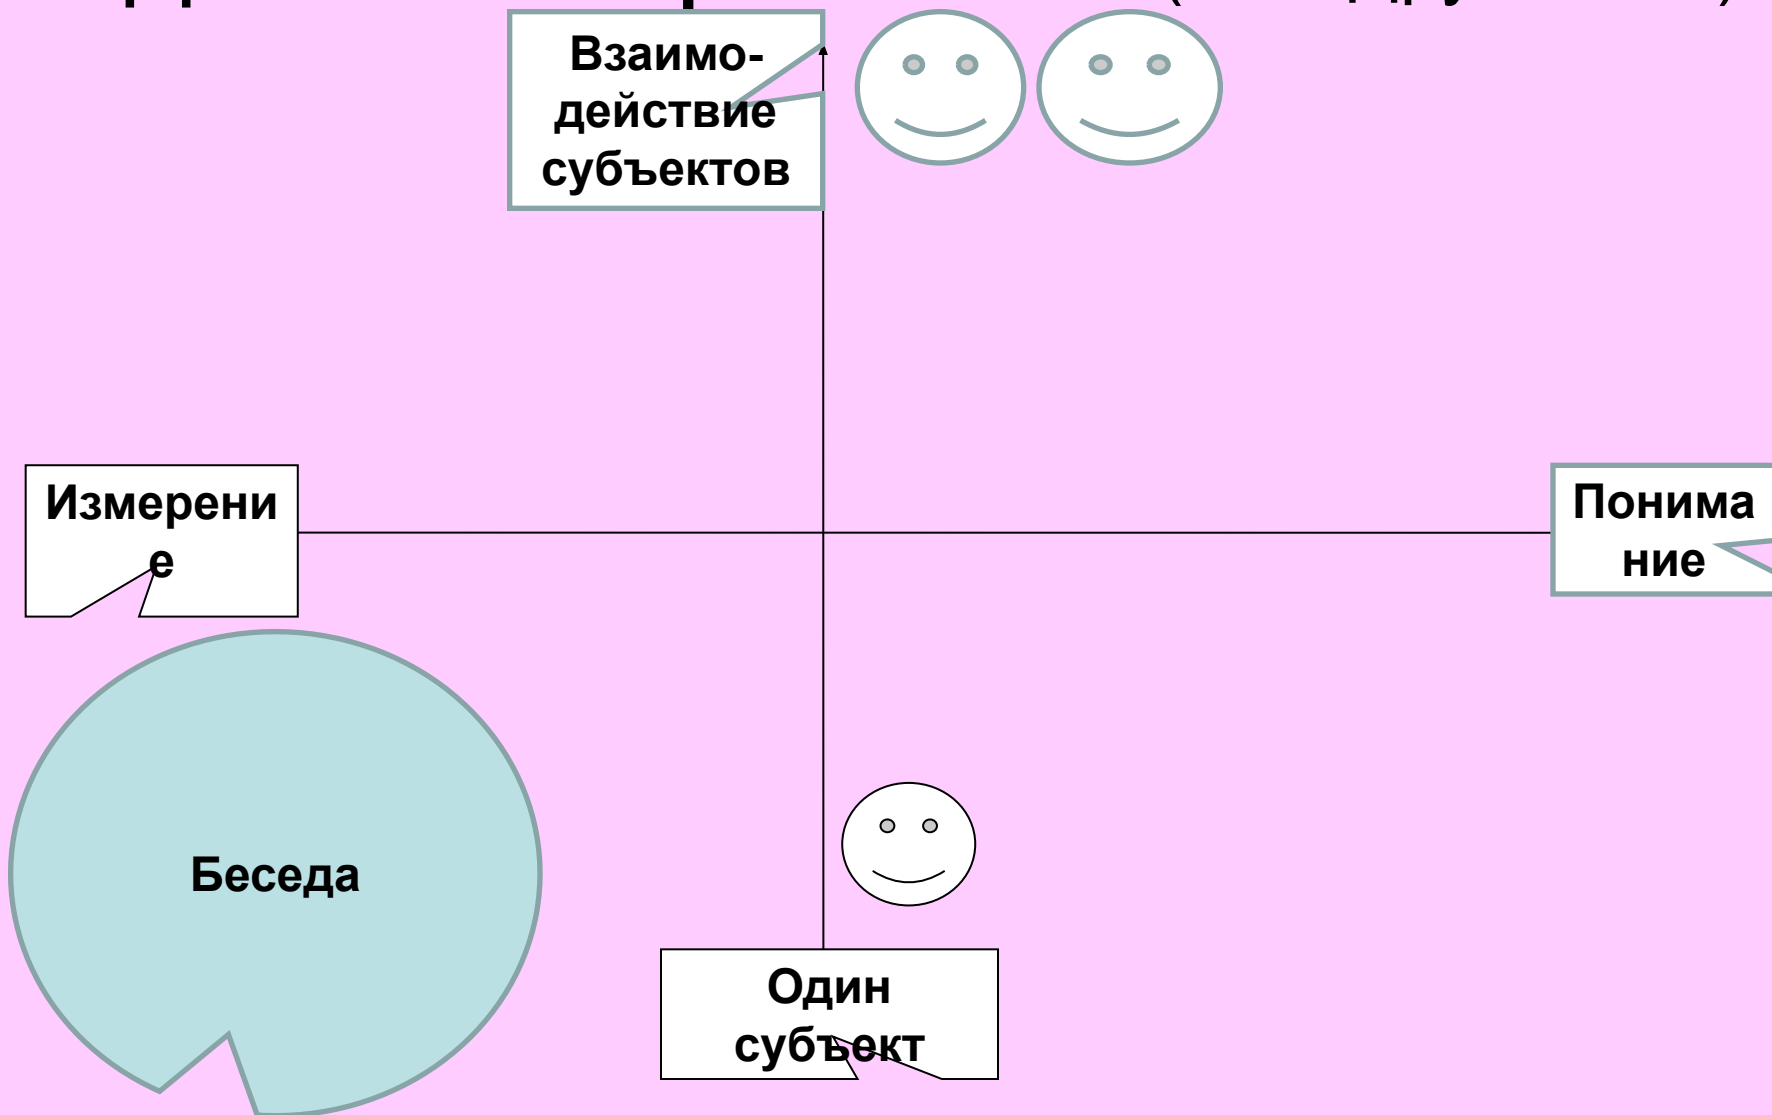 Взаимо-
действие
субъектов
Измерени
е
Понима
ние
Беседа
Один
субъект